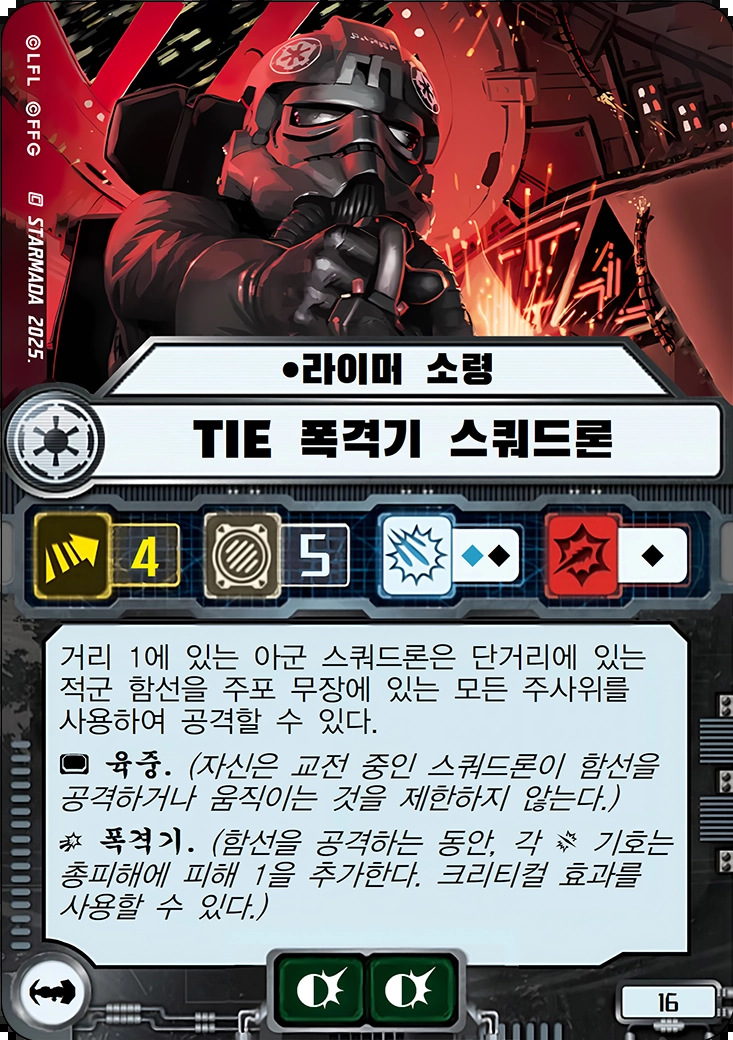 ©LFL ©FFG
STARMADA 2025.
•라이머 소령
TIE 폭격기 스쿼드론
4
5
거리 1에 있는 아군 스쿼드론은 단거리에 있는
적군 함선을 주포 무장에 있는 모든 주사위를
사용하여 공격할 수 있다.
육중. (자신은 교전 중인 스쿼드론이 함선을
공격하거나 움직이는 것을 제한하지 않는다.)
폭격기. (함선을 공격하는 동안, 각 기호는
총피해에 피해 1을 추가한다. 크리티컬 효과를
사용할 수 있다.)
16